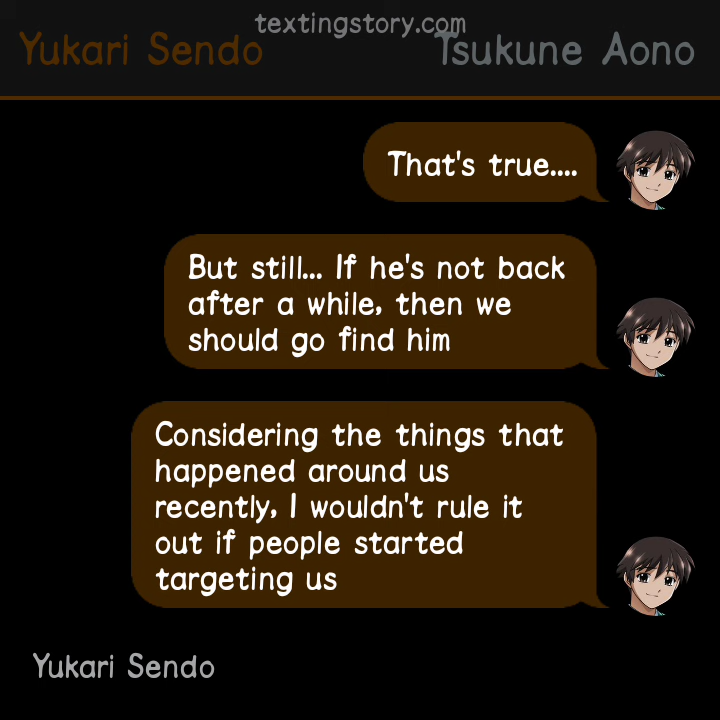 textingstory.com
Yukari Sendo
Tsukune Aono
That's true....
But still... If he's not back
after a while, then we
should go find him
Considering the things that
happened around us
recently, I wouldn't rule it
out if people started
targeting us
Yukari Sendo